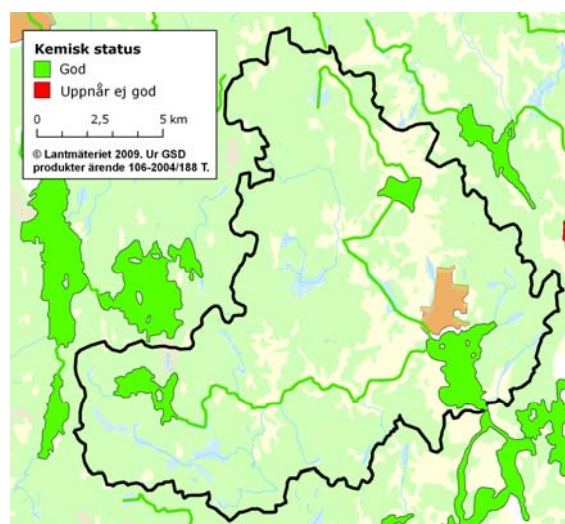 Kemisk status
God
Uppnår ej god
0 2,5 5 km
© Lantmäteriet 2009. Ur GSD
produkter ärende 106-2004/188 T.